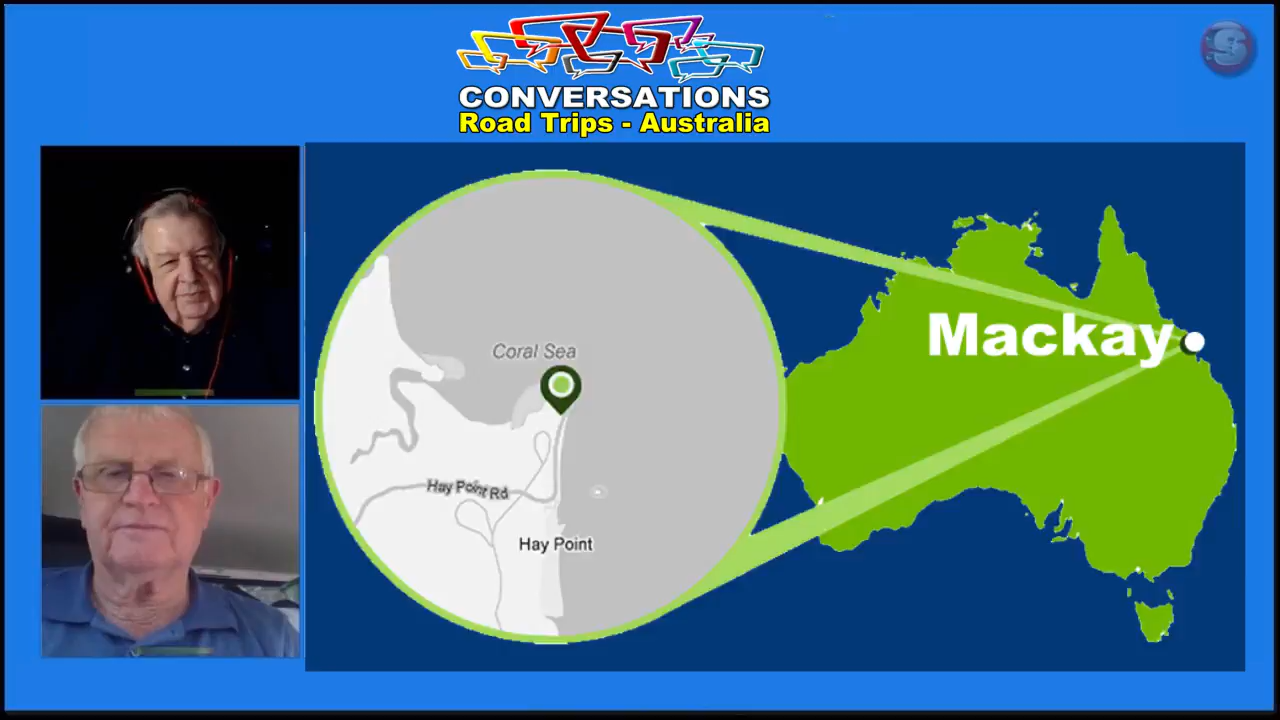 CONVERSATIONS
Road Trips - Australia
S
Mackay
Coral Sea
Hay Point Rd
Hay Point